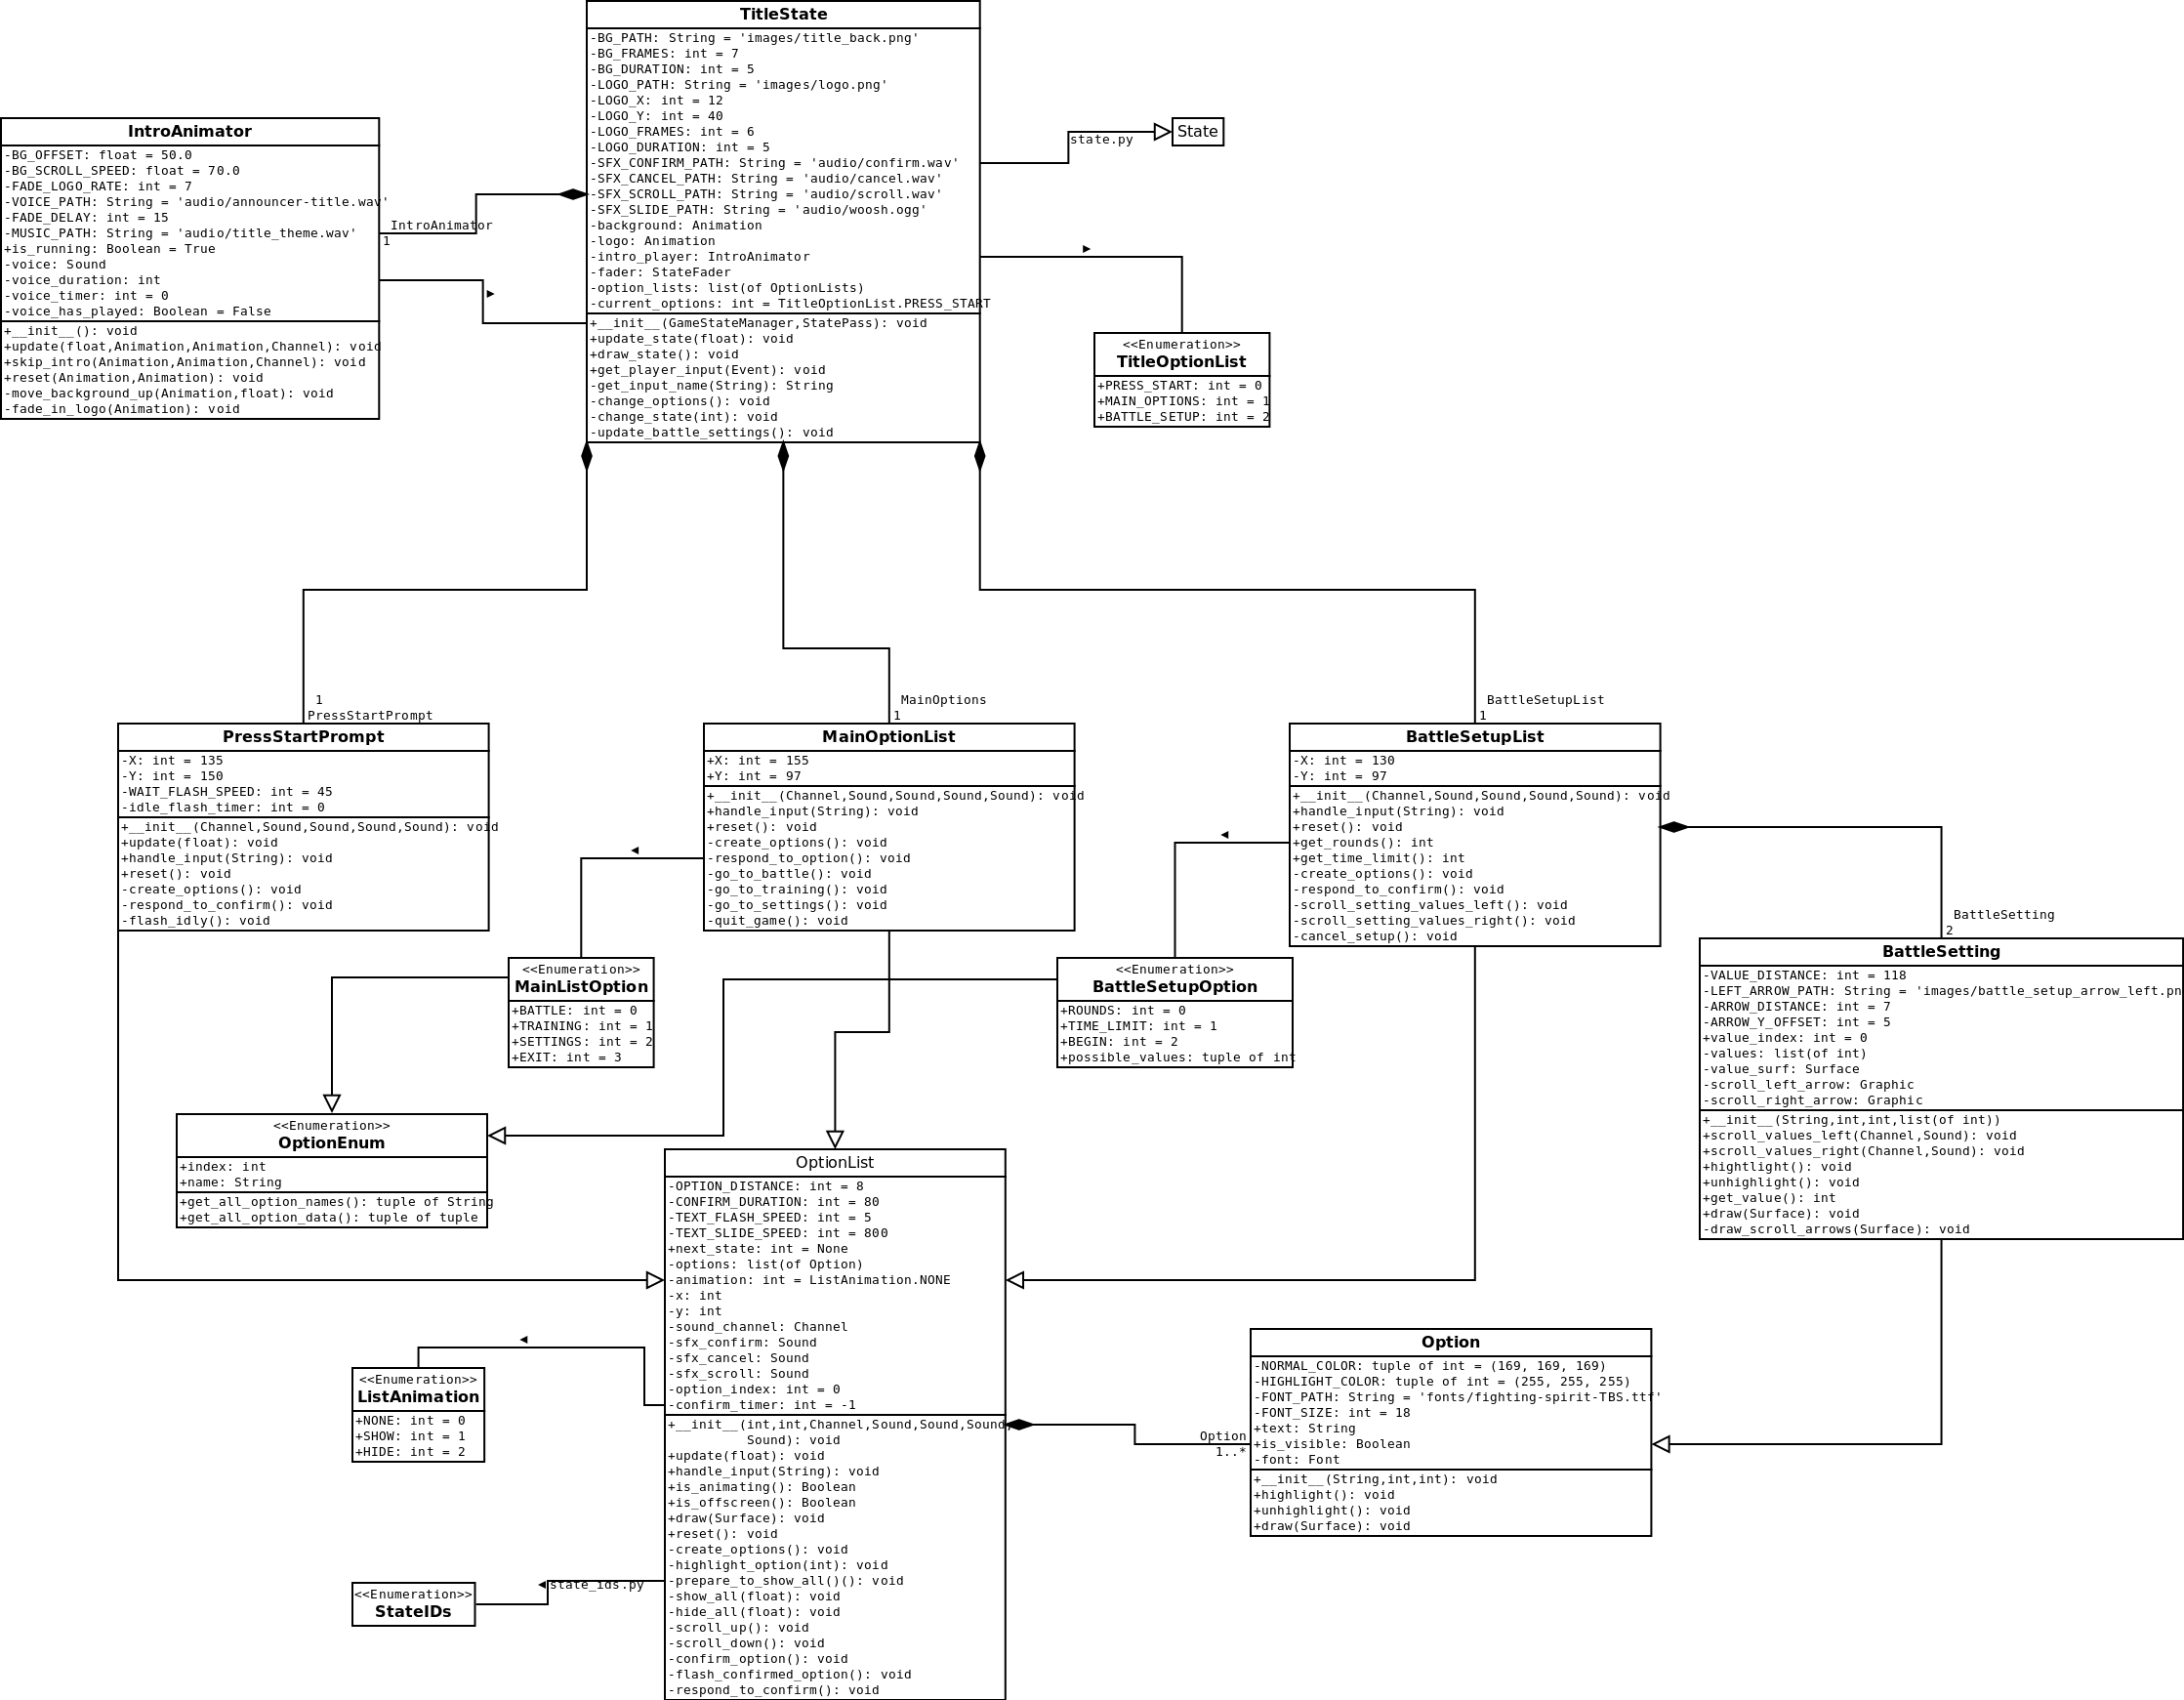 TitleState
-BG_PATH: String = 'images/title_back.png'
-BG_FRAMES: int = 7
-BG_DURATION: int = 5
-LOGO_PATH: String = 'images/logo.png'
-LOGO_X: int = 12
-LOGO_Y: int = 40
-LOGO_FRAMES: int = 6
-LOGO_DURATION: int = 5
-SFX_CONFIRM_PATH: String = 'audio/confirm.wav'
-SFX_CANCEL_PATH: String = 'audio/cancel.wav'
-SFX_SCROLL_PATH: String = 'audio/scroll.wav'
-SFX_SLIDE_PATH: String = 'audio/woosh.ogg'
-background: Animation
-logo: Animation
-intro_player: IntroAnimator
-fader: StateFader
-option_lists: list(of OptionLists)
-current_options: int = TitleOptionList.PRESS_START
+__init__(GameStateManager,StatePass): void
+update_state(float): void
+draw_state(): void
+get_player_input(Event): void
-get_input_name(String): String
-change_options(): void
-change_state(int): void
-update_battle_settings(): void
IntroAnimator
-BG_OFFSET: float = 50.0
-BG_SCROLL_SPEED: float = 70.0
-FADE_LOGO_RATE: int = 7
-VOICE_PATH: String = 'audio/announcer-title.wav'
-FADE_DELAY: int = 15
-MUSIC_PATH: String = 'audio/title_theme.wav'
+is_running: Boolean = True
-voice: Sound
-voice_duration: int
-voice_timer: int = 0
-voice_has_played: Boolean = False
+__init__(): void
+update(float,Animation,Animation,Channel): void
+skip_intro(Animation,Animation,Channel): void
+reset(Animation,Animation): void
-move_background_up(Animation,float): void
-fade_in_logo(Animation): void
IntroAnimator
1
state.py
State
<<Enumeration>>
TitleOptionList
+PRESS_START: int = 0
+MAIN_OPTIONS: int = 1
+BATTLE_SETUP: int = 2
1
PressStartPrompt
PressStartPrompt
-X: int = 135
-Y: int = 150
-WAIT_FLASH_SPEED: int = 45
-idle_flash_timer: int = 0
+__init__(Channel,Sound,Sound,Sound,Sound): void
+update(float): void
+handle_input(String): void
+reset(): void
-create_options(): void
-respond_to_confirm(): void
-flash_idly(): void
MainOptions
1
MainOptionList
+X: int = 155
+Y: int = 97
+__init__(Channel,Sound,Sound,Sound,Sound): void
+handle_input(String): void
+reset(): void
-create_options(): void
-respond_to_option(): void
-go_to_battle(): void
-go_to_training(): void
-go_to_settings(): void
-quit_game(): void
BattleSetupList
1
BattleSetupList
-X: int = 130
-Y: int = 97
+__init__(Channel,Sound,Sound,Sound,Sound): void
+handle_input(String): void
+reset(): void
+get_rounds(): int
+get_time_limit(): int
-create_options(): void
-respond_to_confirm(): void
-scroll_setting_values_left(): void
-scroll_setting_values_right(): void
-cancel_setup(): void
BattleSetting
2
BattleSetting
-VALUE_DISTANCE: int = 118
-LEFT_ARROW_PATH: String = 'images/battle_setup_arrow_left.pn
-ARROW_DISTANCE: int = 7
-ARROW_Y_OFFSET: int = 5
+value_index: int = 0
-values: list(of int)
-value_surf: Surface
-scroll_left_arrow: Graphic
-scroll_right_arrow: Graphic
+__init__(String,int,int,list(of int))
+scroll_values_left(Channel,Sound): void
+scroll_values_right(Channel,Sound): void
+hightlight(): void
+unhighlight(): void
+get_value(): int
+draw(Surface): void
-draw_scroll_arrows(Surface): void
<<Enumeration>>
MainListOption
+BATTLE: int = 0
+TRAINING: int = 1
+SETTINGS: int = 2
+EXIT: int = 3
<<Enumeration>>
BattleSetupOption
+ROUNDS: int = 0
+TIME_LIMIT: int = 1
+BEGIN: int = 2
+possible_values: tuple of int
<<Enumeration>>
OptionEnum
+index: int
+name: String
+get_all_option_names(): tuple of String
+get_all_option_data(): tuple of tuple
OptionList
-OPTION_DISTANCE: int = 8
-CONFIRM_DURATION: int = 80
-TEXT_FLASH_SPEED: int = 5
-TEXT_SLIDE_SPEED: int = 800
+next_state: int = None
-options: list(of Option)
-animation: int = ListAnimation.NONE
-x: int
-y: int
-sound_channel: Channel
-sfx_confirm: Sound
-sfx_cancel: Sound
-sfx_scroll: Sound
-option_index: int = 0
-confirm_timer: int = -1
+__init__(int,int,Channel,Sound,Sound,Sound,
Sound): void
+update(float): void
+handle_input(String): void
+is_animating(): Boolean
+is_offscreen(): Boolean
+draw(Surface): void
+reset(): void
-create_options(): void
-highlight_option(int): void
-prepare_to_show_all()(): void
-show_all(float): void
-hide_all(float): void
-scroll_up(): void
-scroll_down(): void
-confirm_option(): void
-flash_confirmed_option(): void
-respond_to_confirm(): void
<<Enumeration>>
ListAnimation
+NONE: int = 0
+SHOW: int = 1
+HIDE: int = 2
Option
1..*
Option
-NORMAL_COLOR: tuple of int = (169, 169, 169)
-HIGHLIGHT_COLOR: tuple of int = (255, 255, 255)
-FONT_PATH: String = 'fonts/fighting-spirit-TBS.ttf'
-FONT_SIZE: int = 18
+text: String
+is_visible: Boolean
-font: Font
+__init__(String,int,int): void
+highlight(): void
+unhighlight(): void
+draw(Surface): void
state_ids.py
<<Enumeration>>
StateIDs